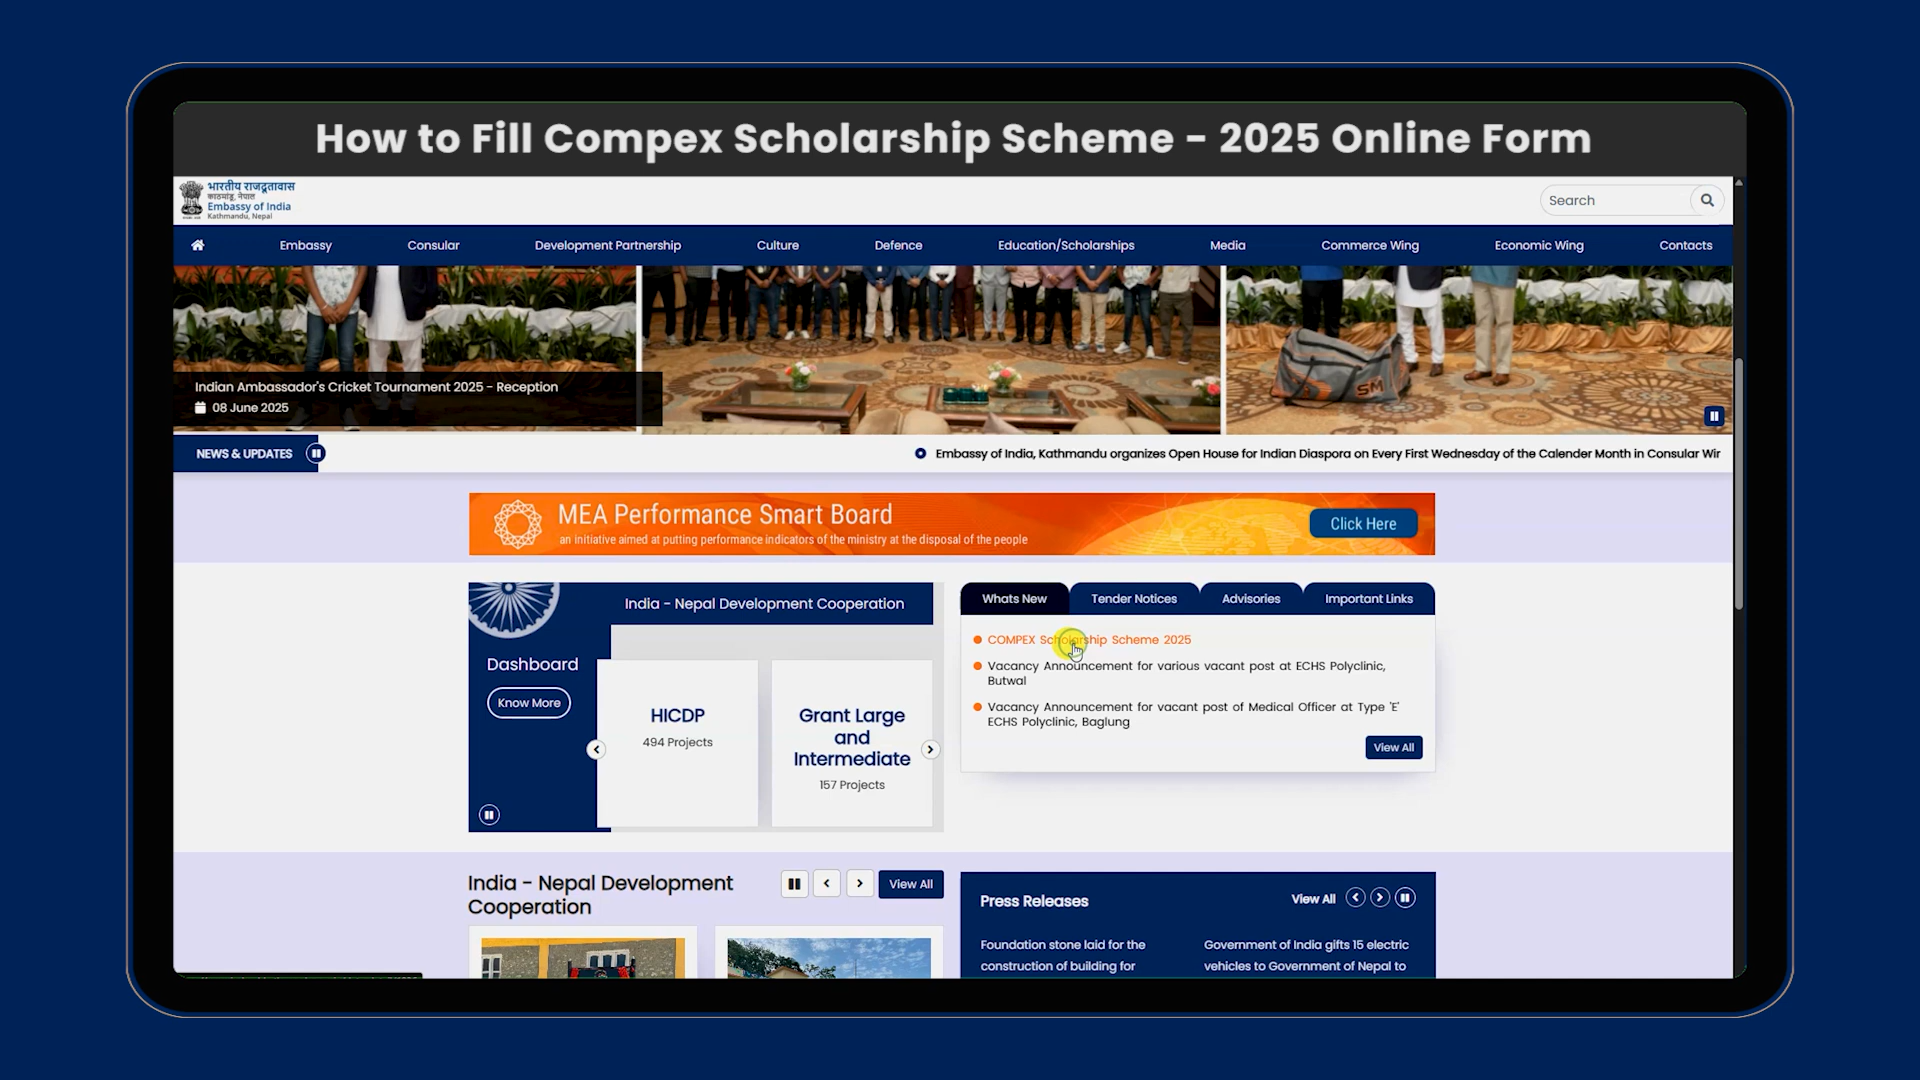 How to Fill Compex Scholarship Scheme - 2025 Online Form
भारतीय राजदूतावास
काठमांडू, नेपाल
Embassy of India
Kathmandu, Nepal
Search
Embassy
Consular
Development Partnership
Culture
Defence
Education/Scholarships
Media
Commerce Wing
Economic Wing
Contacts
Indian Ambassador's Cricket Tournament 2025 - Reception
08 June 2025
SM
NEWS & UPDATES
Embassy of India, Kathmandu organizes Open House for Indian Diaspora on Every First Wednesday of the Calender Month in Consular Wir
MEA Performance Smart Board
an initiative aimed at putting performance indicators of the ministry at the disposal of the people
Click Here
India - Nepal Development Cooperation
Dashboard
Know More
HICDP
494 Projects
Grant Large
and
Intermediate
157 Projects
Whats New
Tender Notices
Advisories
Important Links
COMPEX Scholarship Scheme 2025
Vacancy Announcement for various vacant post at ECHS Polyclinic,
Butwal
Vacancy Announcement for vacant post of Medical Officer at Type 'E'
ECHS Polyclinic, Baglung
View All
India - Nepal Development
Cooperation
View All
Press Releases
View All
Foundation stone laid for the
construction of building for
Government of India gifts 15 electric
vehicles to Government of Nepal to